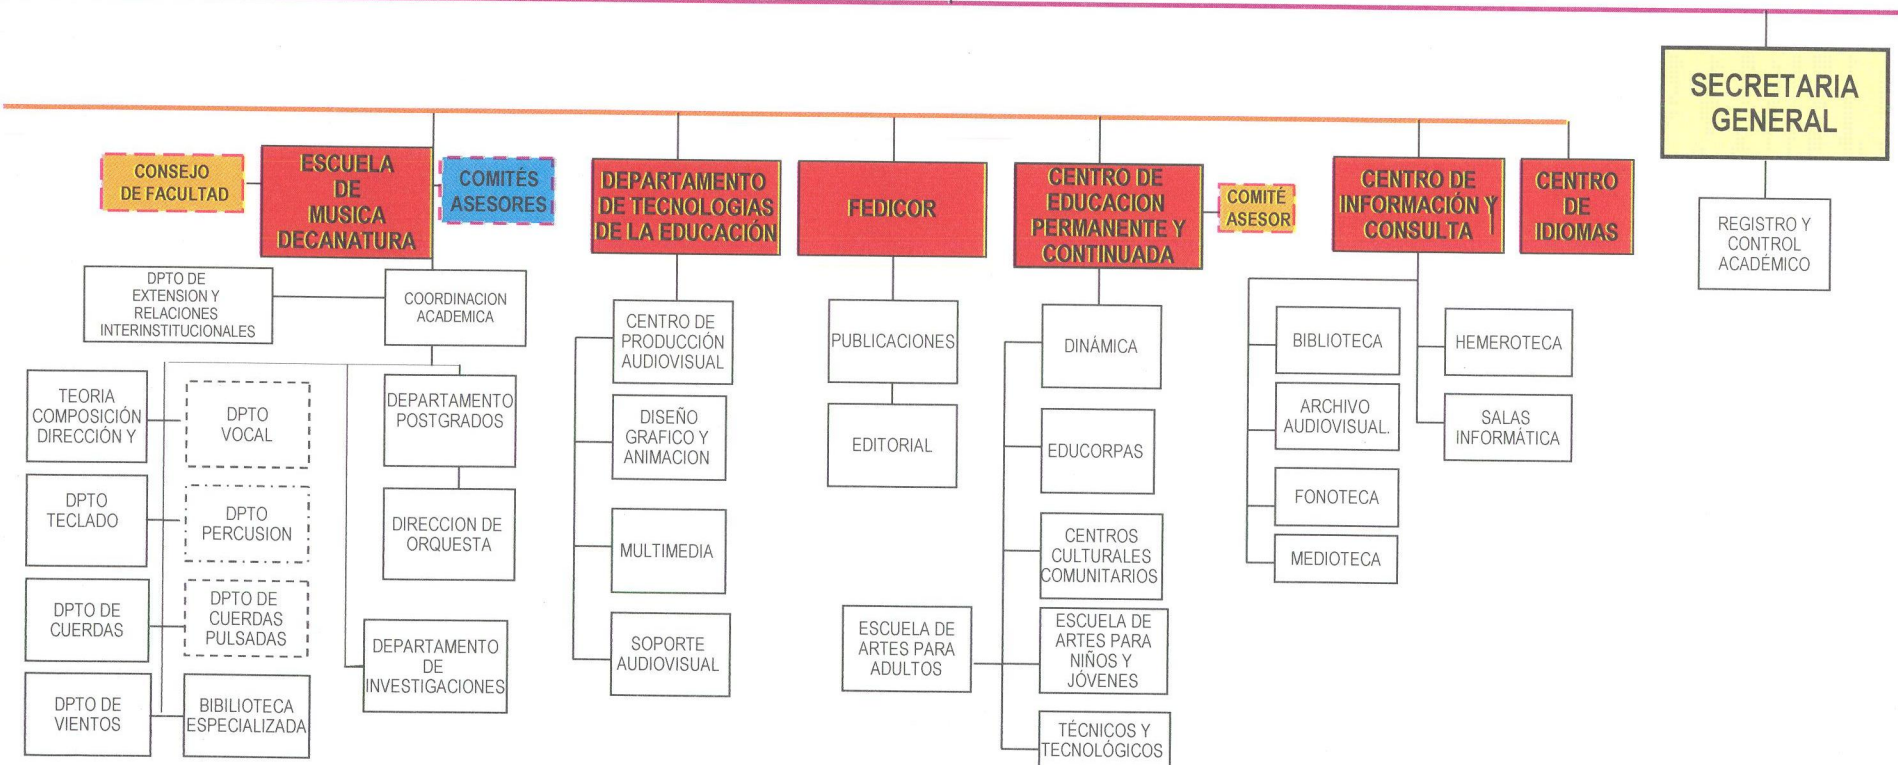 SECRETARIA
GENERAL
REGISTRO Y
CONTROL
ACADÉMICO
CONSEJO
DE FACULTAD
ESCUELA
DE
MUSICA
DECANATURA
COMITÉS
ASESORES
DEPARTAMENTO
DE TECNOLOGIAS
DE LA EDUCACIÓN
FEDICOR
CENTRO DE
EDUCACION
PERMANENTE Y
CONTINUADA
COMITÉ
ASESOR
CENTRO DE
INFORMACIÓN Y
CONSULTA
CENTRO
DE
IDIOMAS
DPTO DE
EXTENSION Y
RELACIONES
INTERINSTITUCIONALES
COORDINACION
ACADEMICA
TEORIA
COMPOSICIÓN
DIRECCIÓN Y
DPTO
VOCAL
DPTO
TECLADO
DPTO
PERCUSION
DPTO DE
CUERDAS
DPTO DE
CUERDAS
PULSADAS
DPTO DE
VIENTOS
BIBILIOTECA
ESPECIALIZADA
DEPARTAMENTO
POSTGRADOS
DIRECCION DE
ORQUESTA
DEPARTAMENTO
DE
INVESTIGACIONES
CENTRO DE
PRODUCCIÓN
AUDIOVISUAL
DISEÑO
GRAFICO Y
ANIMACION
MULTIMEDIA
SOPORTE
AUDIOVISUAL
PUBLICACIONES
EDITORIAL
DINÁMICA
EDUCORPAS
CENTROS
CULTURALES
COMUNITARIOS
ESCUELA DE
ARTES PARA
ADULTOS
ESCUELA DE
ARTES PARA
NIÑOS Y
JÓVENES
TÉCNICOS Y
TECNOLÓGICOS
BIBLIOTECA
HEMEROTECA
ARCHIVO
AUDIOVISUAL.
SALAS
INFORMÁTICA
FONOTECA
MEDIOTECA